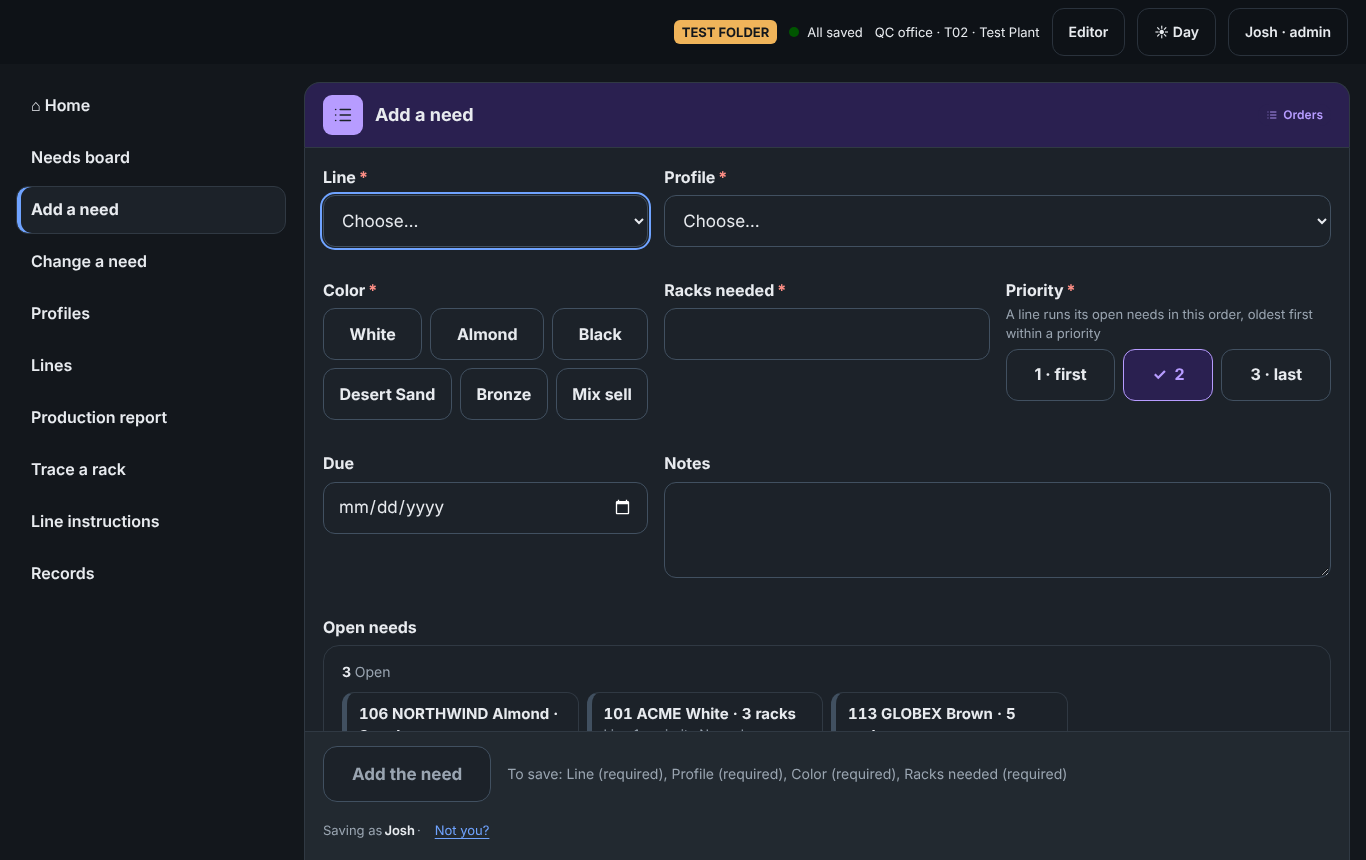 TEST FOLDER All saved QC office · T02 · Test Plant Editor ☀ Day Josh · admin
⌂ Home
Needs board
Add a need
Change a need
Profiles
Lines
Production report
Trace a rack
Line instructions
Records
Add a need
Orders
Line *
Choose...
Profile *
Choose...
Color *
White
Almond
Black
Desert Sand
Bronze
Mix sell
Racks needed *
Priority *
A line runs its open needs in this order, oldest first
within a priority
1 · first
✓ 2
3 · last
Due
mm/dd/yyyy
Notes
Open needs
3 Open
106 NORTHWIND Almond ·
101 ACME White · 3 racks
113 GLOBEX Brown · 5
Add the need
To save: Line (required), Profile (required), Color (required), Racks needed (required)
Saving as Josh · Not you?